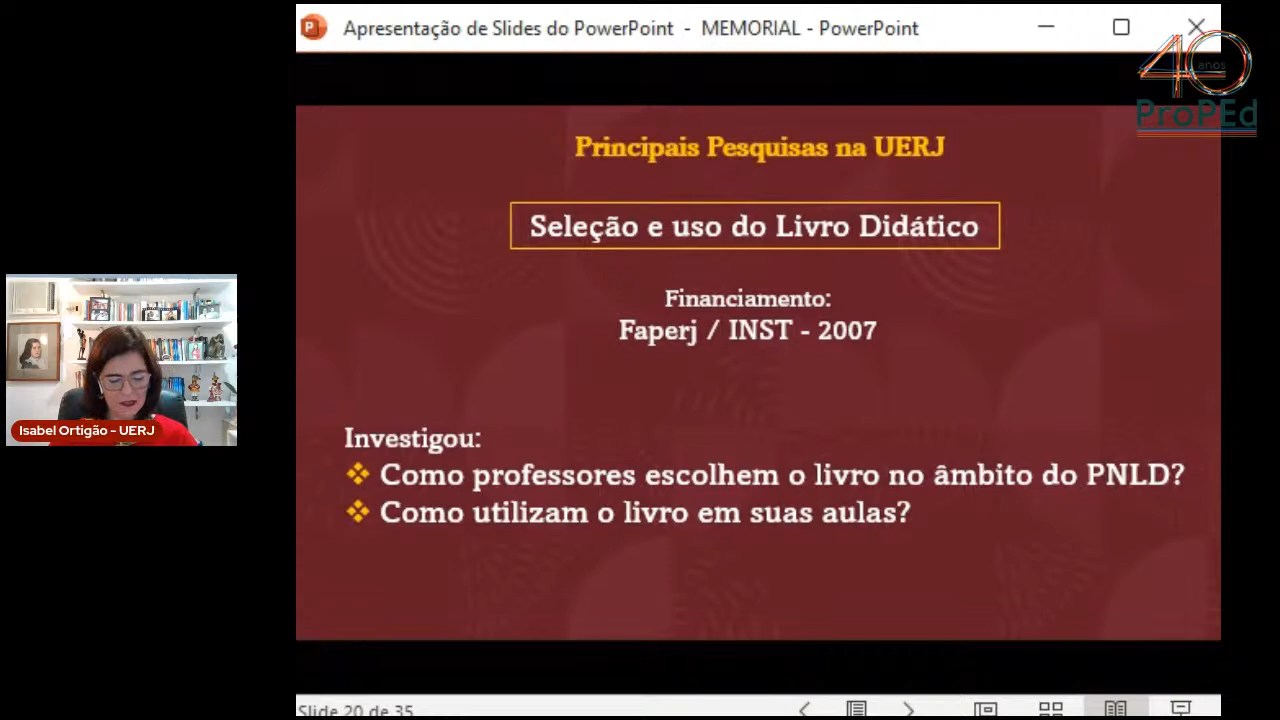 Apresentação de Slides do PowerPoint - MEMORIAL - PowerPoint
40 anos
ProPEd
Principais Pesquisas na UERJ
Seleção e uso do Livro Didático
Financiamento:
Faperj / INST - 2007
Isabel Ortigão - UERJ
Investigou:
❖ Como professores escolhem o livro no âmbito do PNLD?
❖ Como utilizam o livro em suas aulas?
Slide 20 de 35